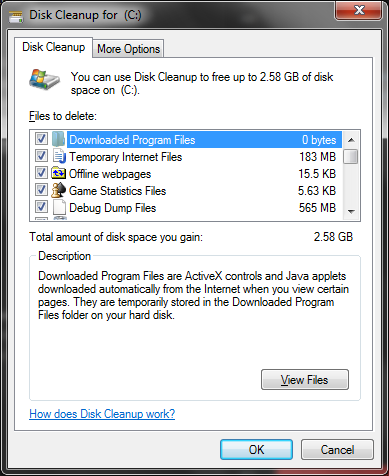 Disk Cleanup for  (C:)
Disk Cleanup
More Options
You can use Disk Cleanup to free up to 2.58 GB of disk
space on  (C:).
Files to delete:
Downloaded Program Files 0 bytes
Temporary Internet Files 183 MB
Offline webpages 15.5 KB
Game Statistics Files 5.63 KB
Debug Dump Files 565 MB
Total amount of disk space you gain: 2.58 GB
Description
Downloaded Program Files are ActiveX controls and Java applets
downloaded automatically from the Internet when you view certain
pages. They are temporarily stored in the Downloaded Program
Files folder on your hard disk.
View Files
How does Disk Cleanup work?
OK
Cancel